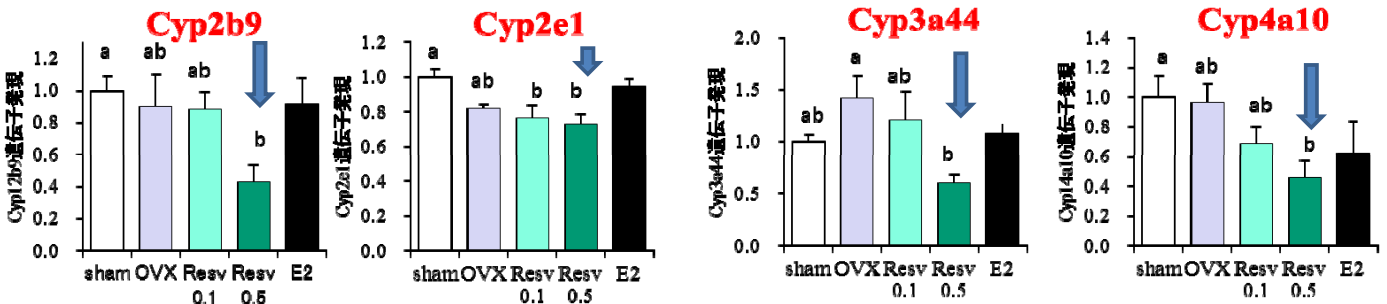 Cyp2b9
Cyp12b9遺伝子発現
1.2
1.0
0.8
0.6
0.4
0.2
0.0
a
ab
ab
b
sham OVX Resv Resv E2
0.1 0.5
Cyp2e1
Cyp2e1遺伝子発現
1.2
1.0
0.8
0.6
0.4
0.2
0.0
a
ab
b
b
sham OVX Resv Resv E2
0.1 0.5
Cyp3a44
Cyp3a44遺伝子発現
2.0
1.5
1.0
0.5
0.0
ab
a
ab
b
sham OVX Resv Resv E2
0.1 0.5
Cyp4a10
Cyp14a10遺伝子発現
1.4
1.2
1.0
0.8
0.6
0.4
0.2
0.0
a
ab
ab
b
sham OVX Resv Resv E2
0.1 0.5